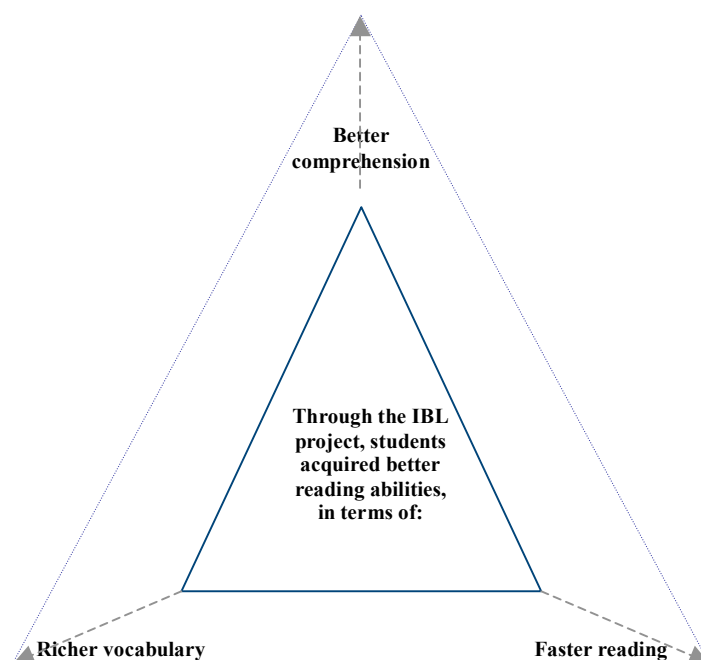 Better
comprehension
Through the IBL
project, students
acquired better
reading abilities,
in terms of:
Richer vocabulary
Faster reading